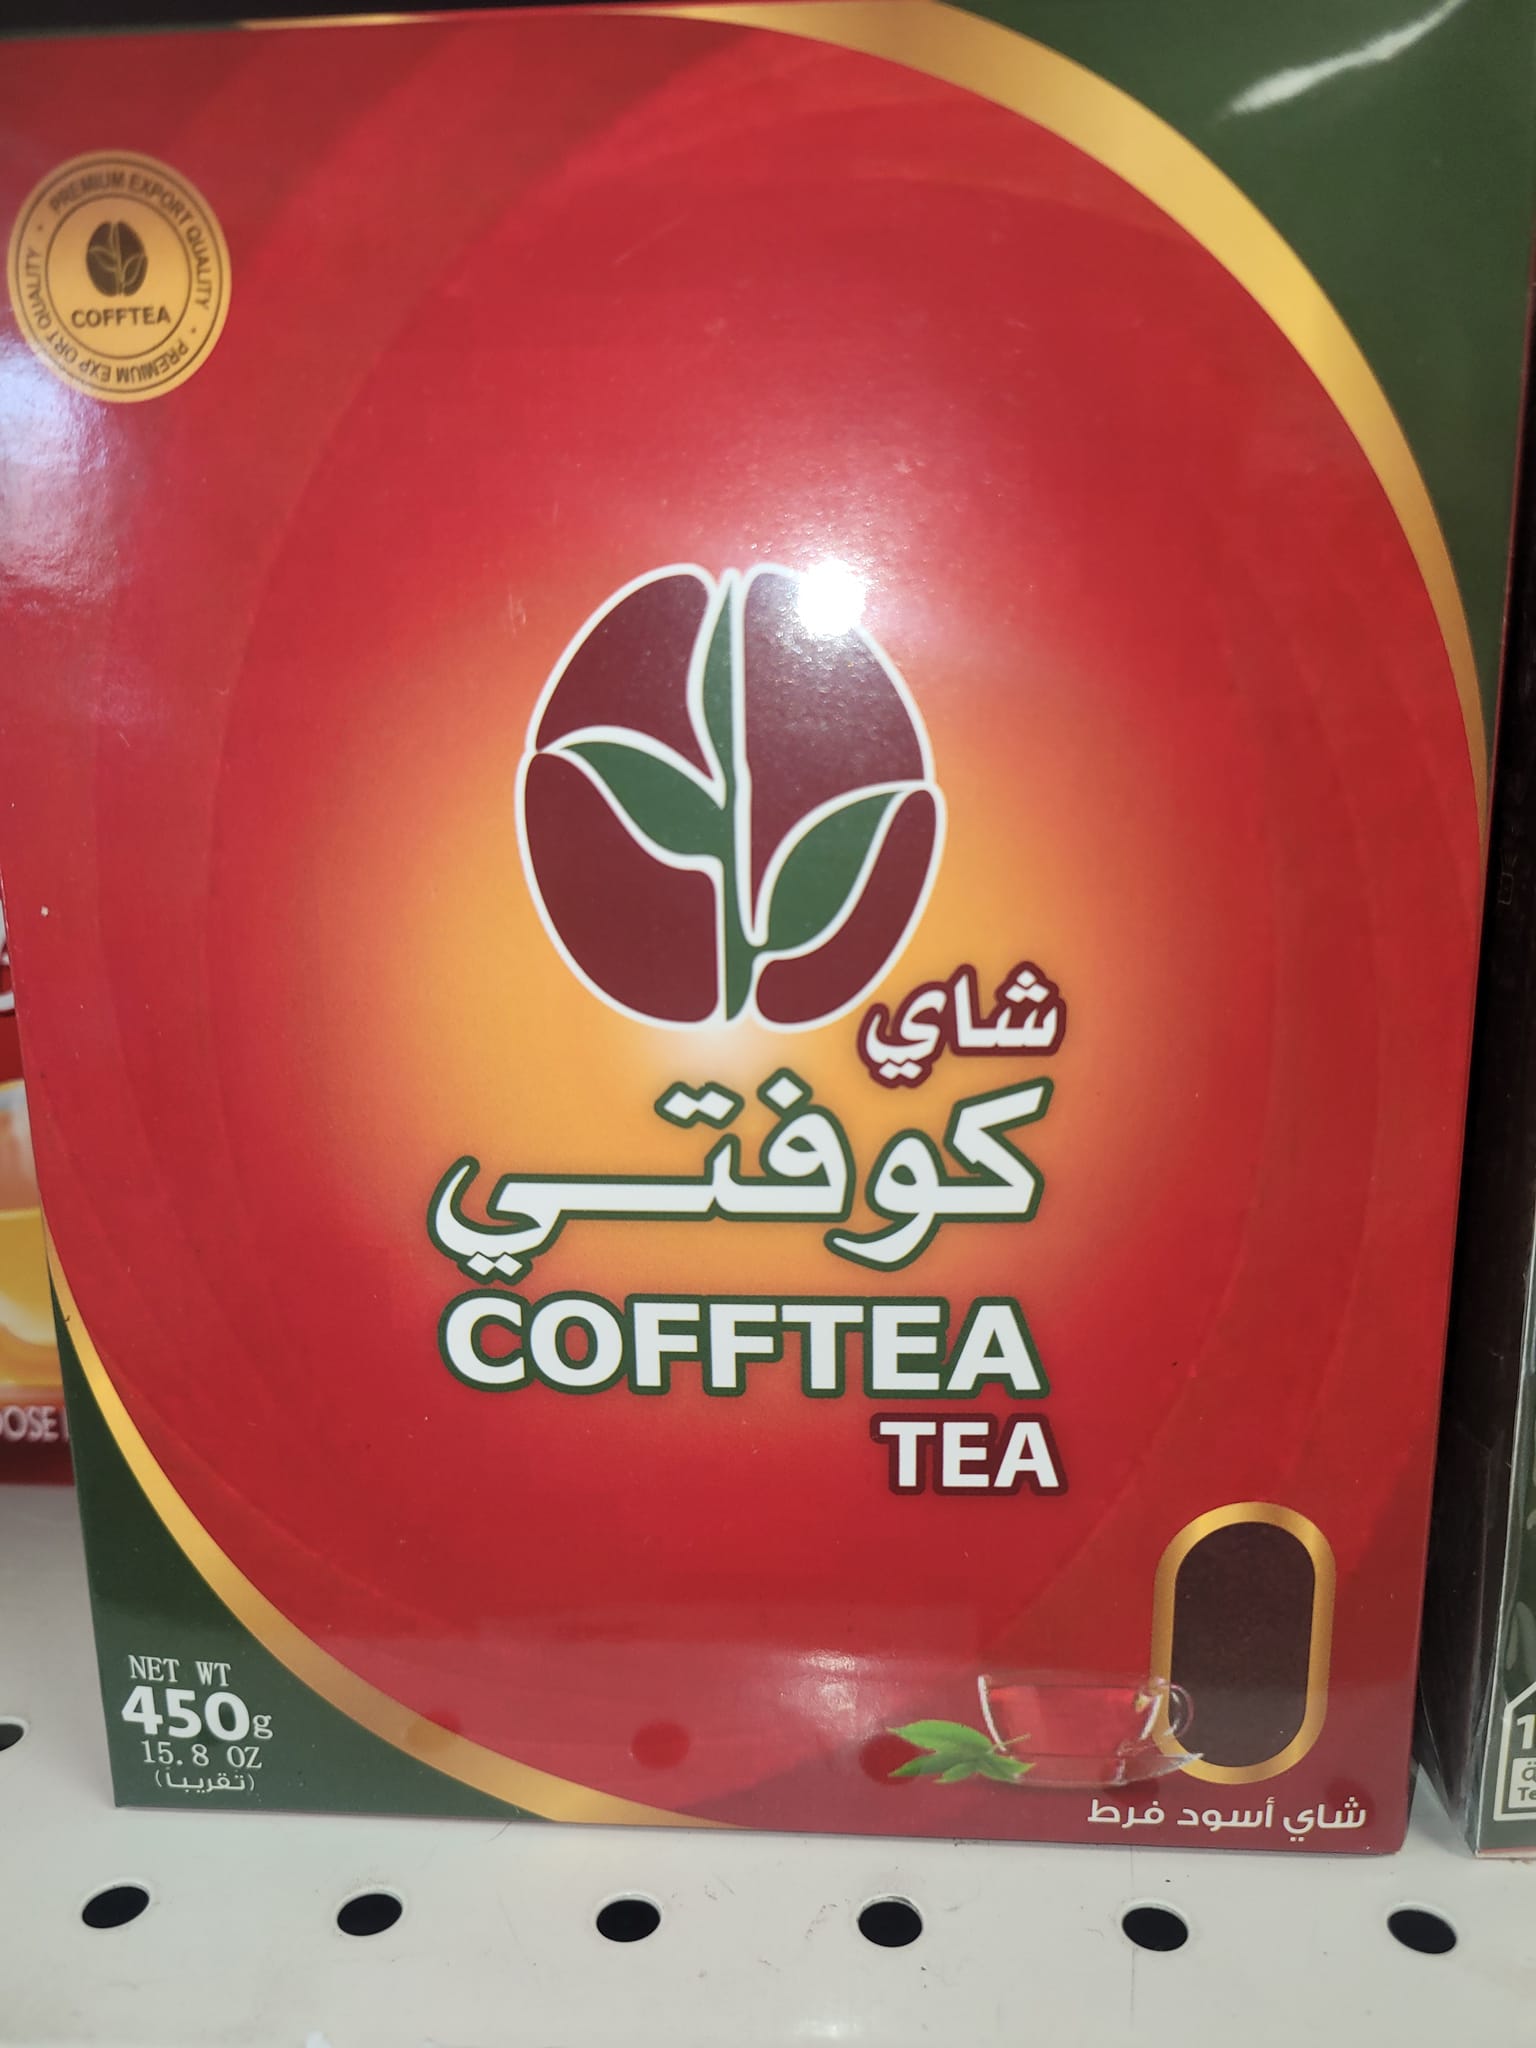 PREMIUM EXPORT QUALITY • PREMIUM EXPORT QUALITY •
COFFTEA
شاي
كوفتي
COFFTEA
TEA
NET WT
450g
15.8 OZ
(تقريباً)
شاي أسود فرط